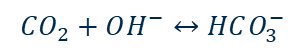 CO₂ + OH⁻ ↔ HCO₃⁻